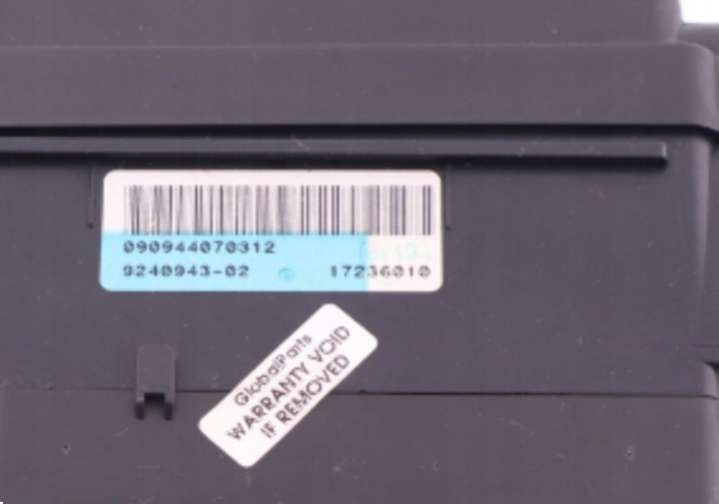 090944070312
9240943-02 17236010
GlobalParts
WARRANTY VOID
IF REMOVED